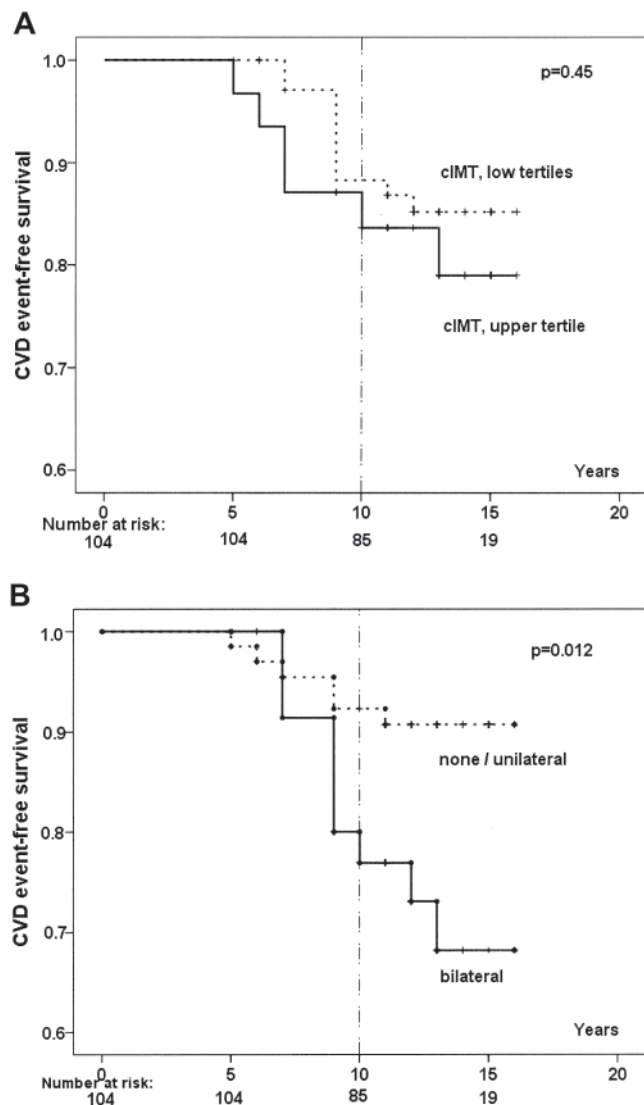 A
1.0
p=0.45
CVD event-free survival
0.9
cIMT, low tertiles
0.8
cIMT, upper tertile
0.7
0.6
Years
0 5 10 15 20
Number at risk:
104 104 85 19
B
1.0
p=0.012
CVD event-free survival
0.9
none / unilateral
0.8
0.7
bilateral
0.6
Years
0 5 10 15 20
Number at risk:
104 104 85 19